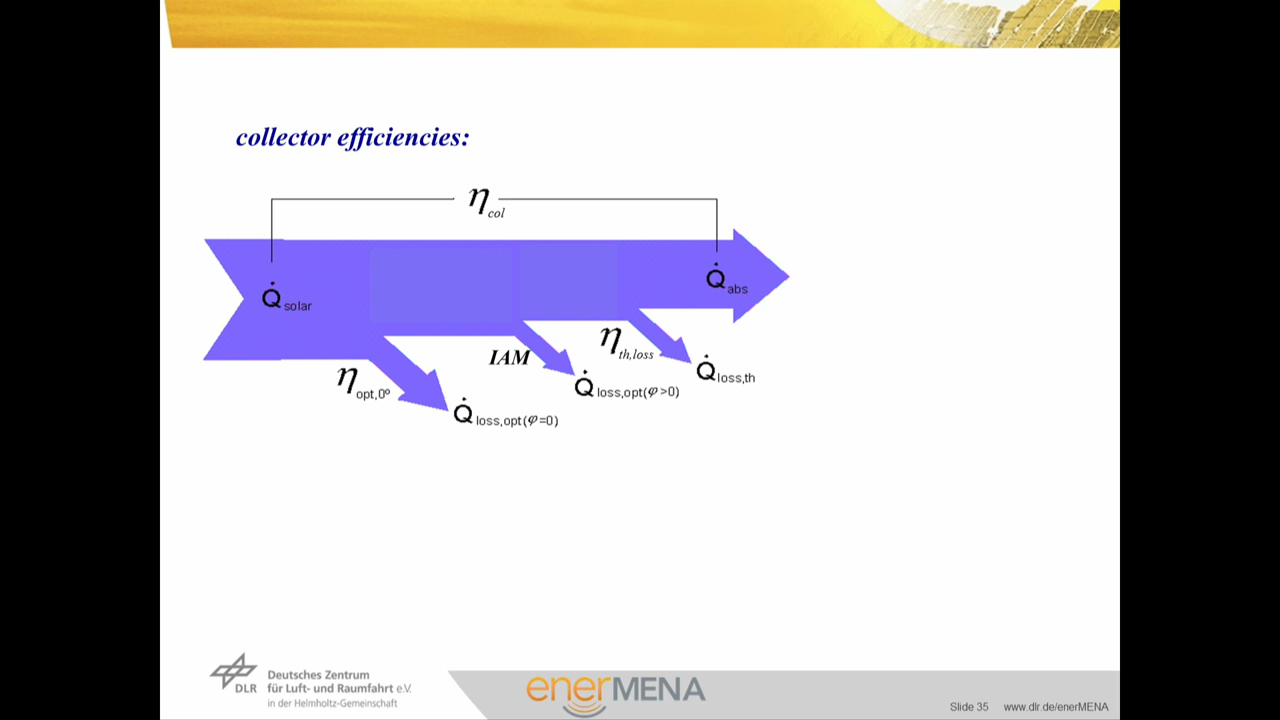 collector efficiencies:
η col
Q̇ solar
Q̇ abs
η opt,0°
IAM
η th,loss
Q̇ loss,opt(φ=0)
Q̇ loss,opt(φ>0)
Q̇ loss,th
DLR
Deutsches Zentrum
für Luft- und Raumfahrt e.V.
in der Helmholtz-Gemeinschaft
enerMENA
Slide 35 www.dlr.de/enerMENA